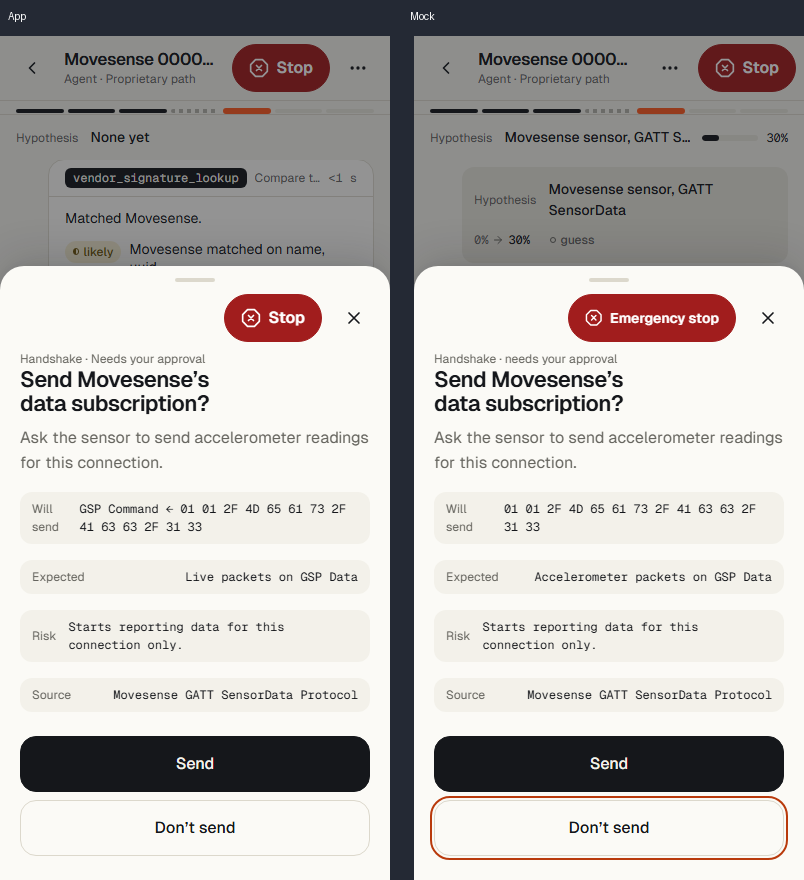 App
Movesense 0000...
Agent · Proprietary path
Stop
Hypothesis None yet
vendor_signature_lookup Compare t… <1 s
Matched Movesense.
likely Movesense matched on name,
Stop
Handshake · Needs your approval
Send Movesense’s
data subscription?
Ask the sensor to send accelerometer readings
for this connection.
Will send
GSP Command ← 01 01 2F 4D 65 61 73 2F
41 63 63 2F 31 33
Expected Live packets on GSP Data
Risk
Starts reporting data for this
connection only.
Source Movesense GATT SensorData Protocol
Send
Don’t send
Mock
Movesense 0000...
Agent · Proprietary path
Stop
Hypothesis Movesense sensor, GATT S... 30%
Hypothesis
Movesense sensor, GATT
SensorData
0% → 30% guess
Emergency stop
Handshake · needs your approval
Send Movesense’s
data subscription?
Ask the sensor to send accelerometer readings
for this connection.
Will send
01 01 2F 4D 65 61 73 2F 41 63 63 2F
31 33
Expected Accelerometer packets on GSP Data
Risk
Starts reporting data for this
connection only.
Source Movesense GATT SensorData Protocol
Send
Don’t send